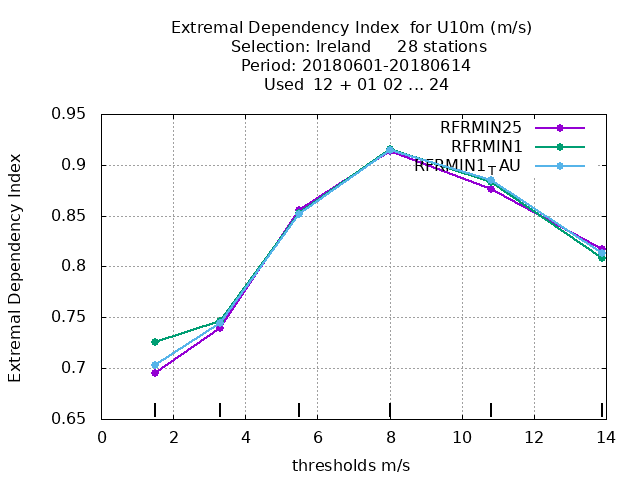 Extremal Dependency Index for U10m (m/s)
Selection: Ireland 28 stations
Period: 20180601-20180614
Used 12 + 01 02 ... 24
RFRMIN25
RFRMIN1
RFRMIN1TAU
Extremal Dependency Index
0.95
0.9
0.85
0.8
0.75
0.7
0.65
0 2 4 6 8 10 12 14
thresholds m/s